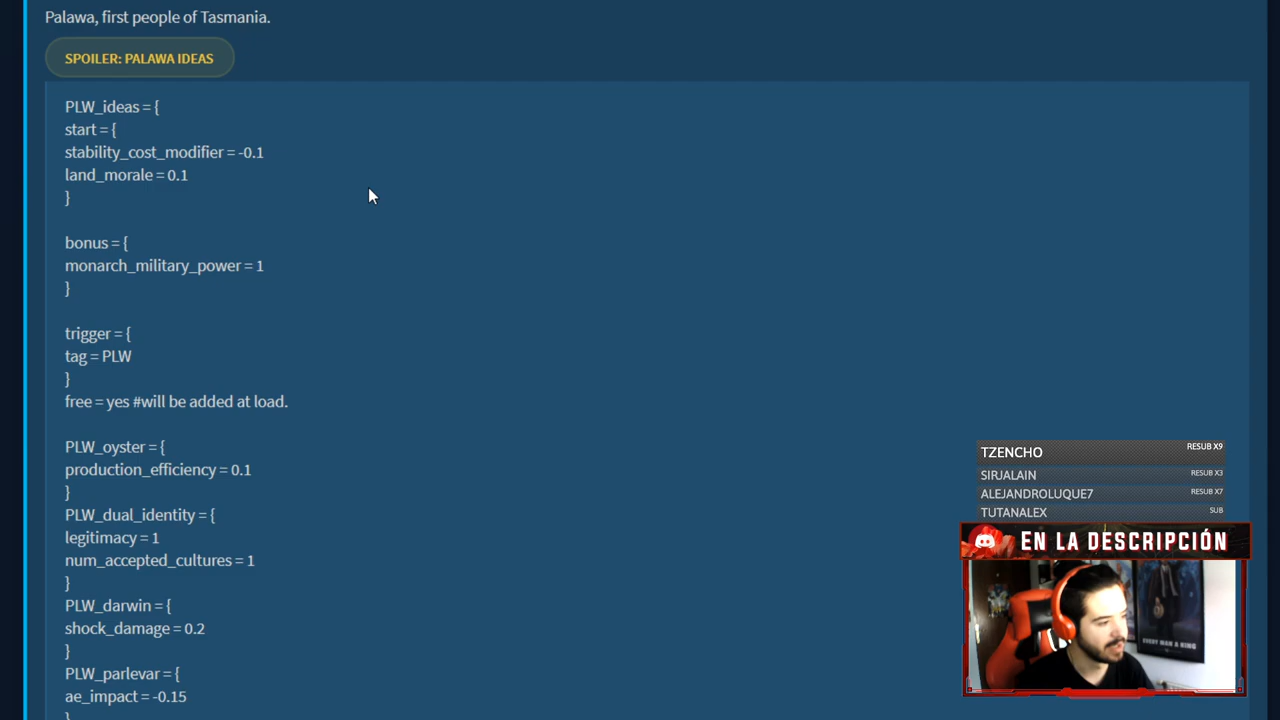 Palawa, first people of Tasmania.
SPOILER: PALAWA IDEAS
PLW_ideas = {
start = {
stability_cost_modifier = -0.1
land_morale = 0.1
}
bonus = {
monarch_military_power = 1
}
trigger = {
tag = PLW
}
free = yes #will be added at load.
PLW_oyster = {
production_efficiency = 0.1
}
PLW_dual_identity = {
legitimacy = 1
num_accepted_cultures = 1
}
PLW_darwin = {
shock_damage = 0.2
}
PLW_parlevar = {
ae_impact = -0.15
}
TZENCHO RESUB X9
SIRJALAIN RESUB X3
ALEJANDROLUQUE7 RESUB X7
TUTANALEX SUB
EN LA DESCRIPCIÓN
EVERY MAN A KING